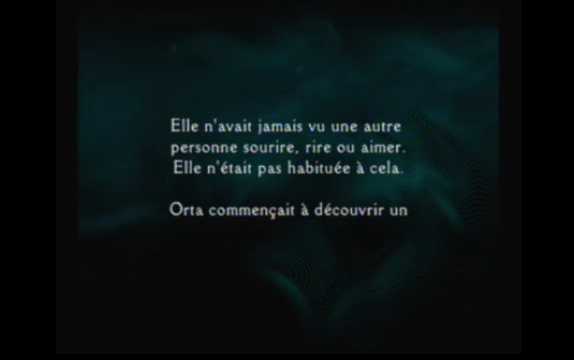 Elle n'avait jamais vu une autre
personne sourire, rire ou aimer.
Elle n'était pas habituée à cela.
Orta commençait à découvrir un